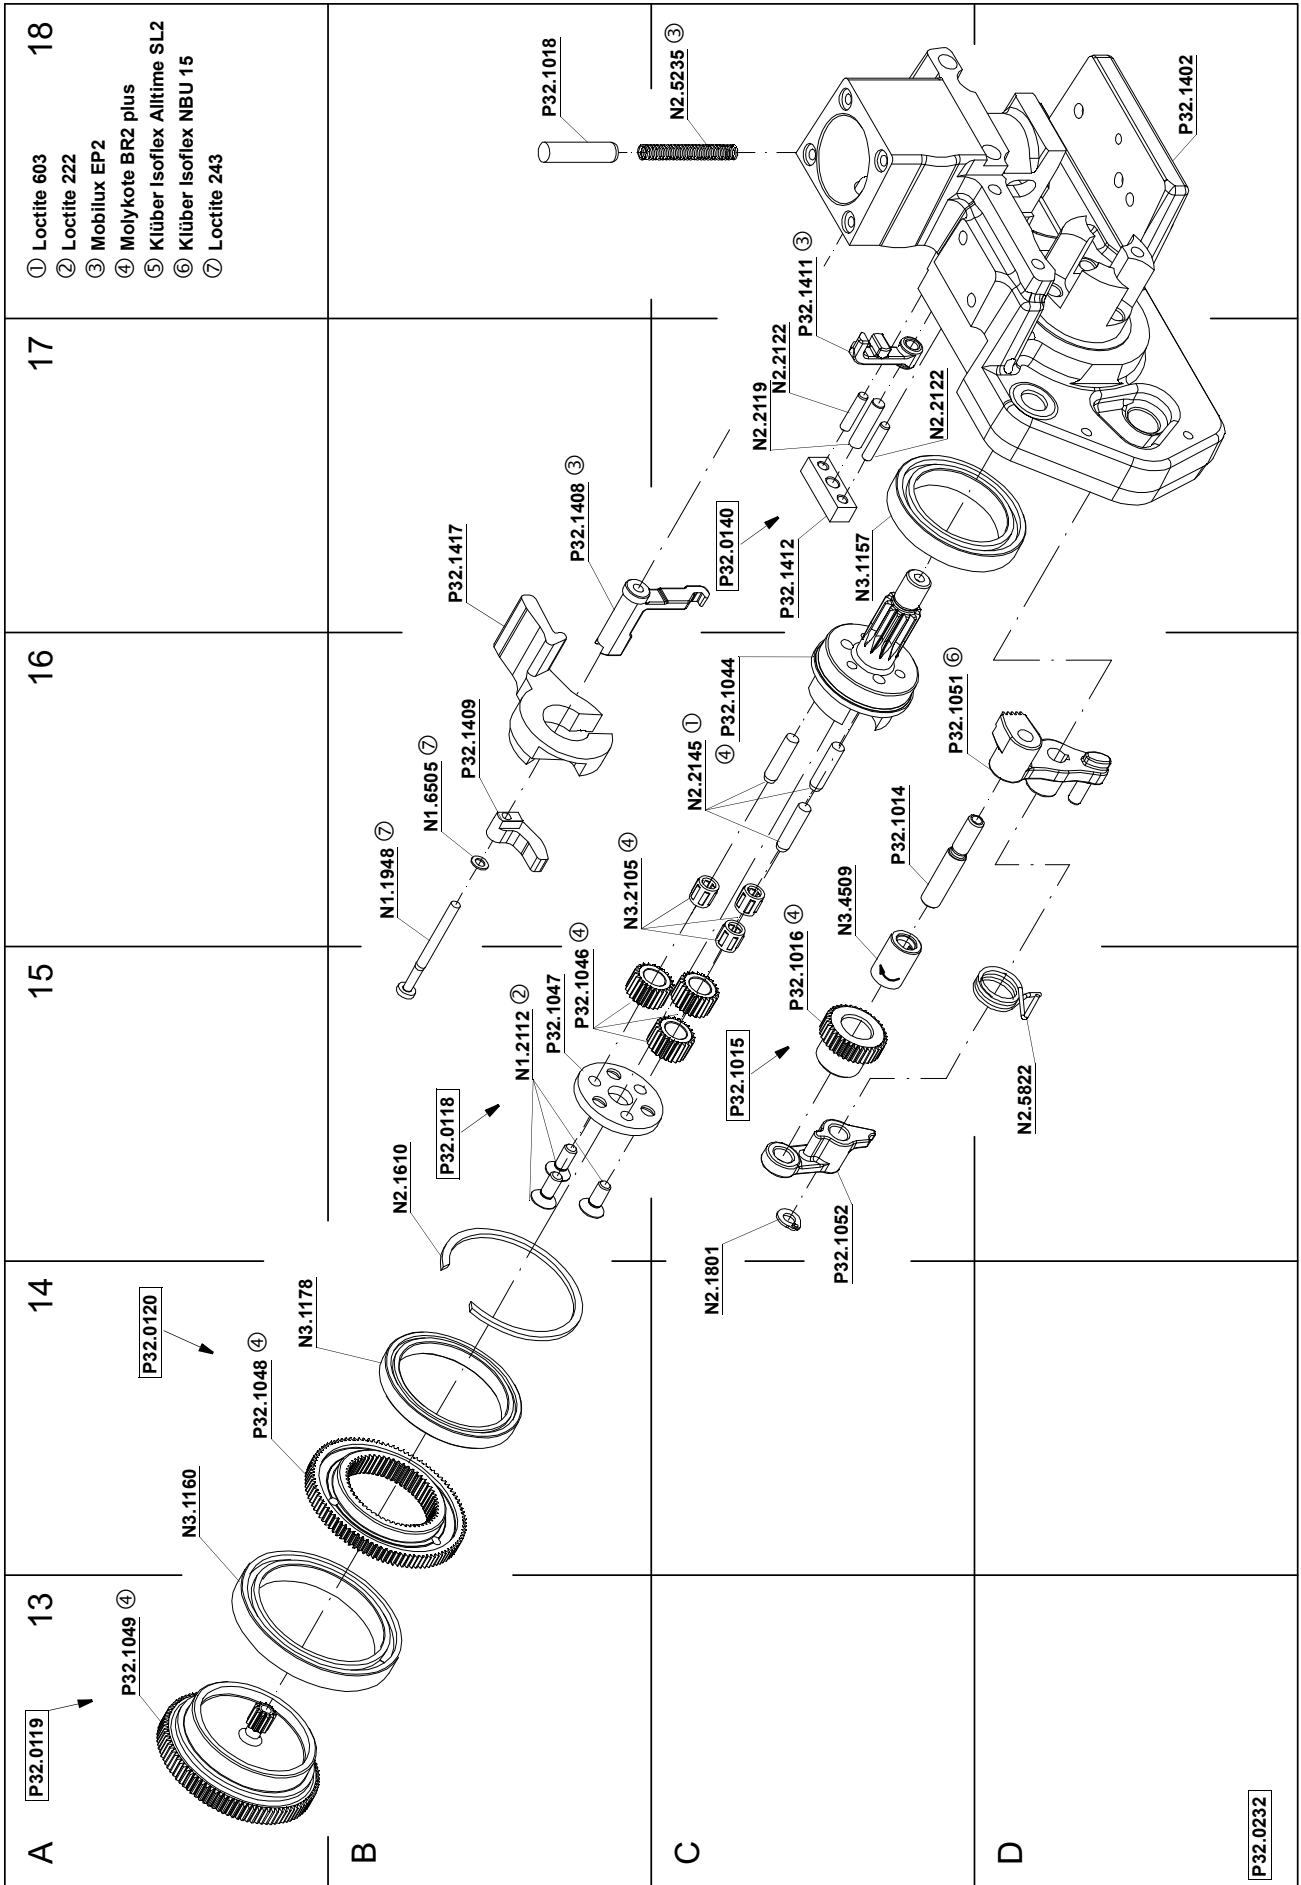 18
① Loctite 603
② Loctite 222
③ Mobilux EP2
④ Molykote BR2 plus
⑤ Klüber Isoflex Alltime SL2
⑥ Klüber Isoflex NBU 15
⑦ Loctite 243
17
16
15
14
13
A
B
C
D
P32.1018
N2.5235 ③
P32.1402
P32.1411 ③
N2.2122
N2.2119
N2.2122
P32.1417
P32.1408 ③
P32.0140
P32.1412
N3.1157
P32.1409
N1.6505 ⑦
N1.1948 ⑦
P32.1044
N2.2145 ①
④
N3.2105 ④
P32.1051 ⑥
P32.1014
N3.4509
P32.1016 ④
P32.1015
P32.1046 ④
P32.1047
N1.2112 ②
P32.0118
N2.1610
N2.5822
P32.1052
N2.1801
P32.0120
N3.1178
P32.1048 ④
N3.1160
P32.1049 ④
P32.0119
P32.0232